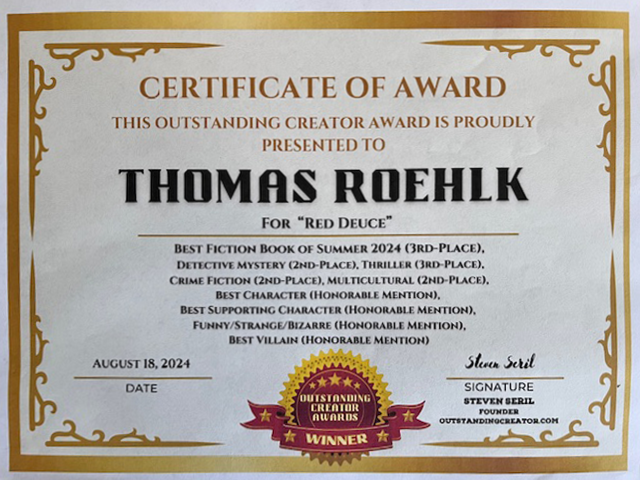 CERTIFICATE OF AWARD
THIS OUTSTANDING CREATOR AWARD IS PROUDLY
PRESENTED TO
THOMAS ROEHLK
FOR "RED DEUCE"
BEST FICTION BOOK OF SUMMER 2024 (3RD-PLACE),
DETECTIVE MYSTERY (2ND-PLACE), THRILLER (3RD-PLACE),
CRIME FICTION (2ND-PLACE), MULTICULTURAL (2ND-PLACE),
BEST CHARACTER (HONORABLE MENTION),
BEST SUPPORTING CHARACTER (HONORABLE MENTION),
FUNNY/STRANGE/BIZARRE (HONORABLE MENTION),
BEST VILLAIN (HONORABLE MENTION)
AUGUST 18, 2024
DATE
OUTSTANDING
CREATOR
AWARDS
WINNER
Steven Seril
SIGNATURE
STEVEN SERIL
FOUNDER
OUTSTANDINGCREATOR.COM